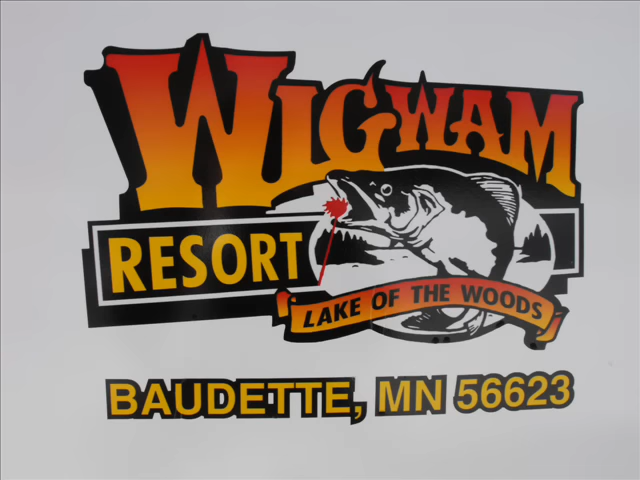 WIGWAM
RESORT
LAKE OF THE WOODS
BAUDETTE, MN 56623